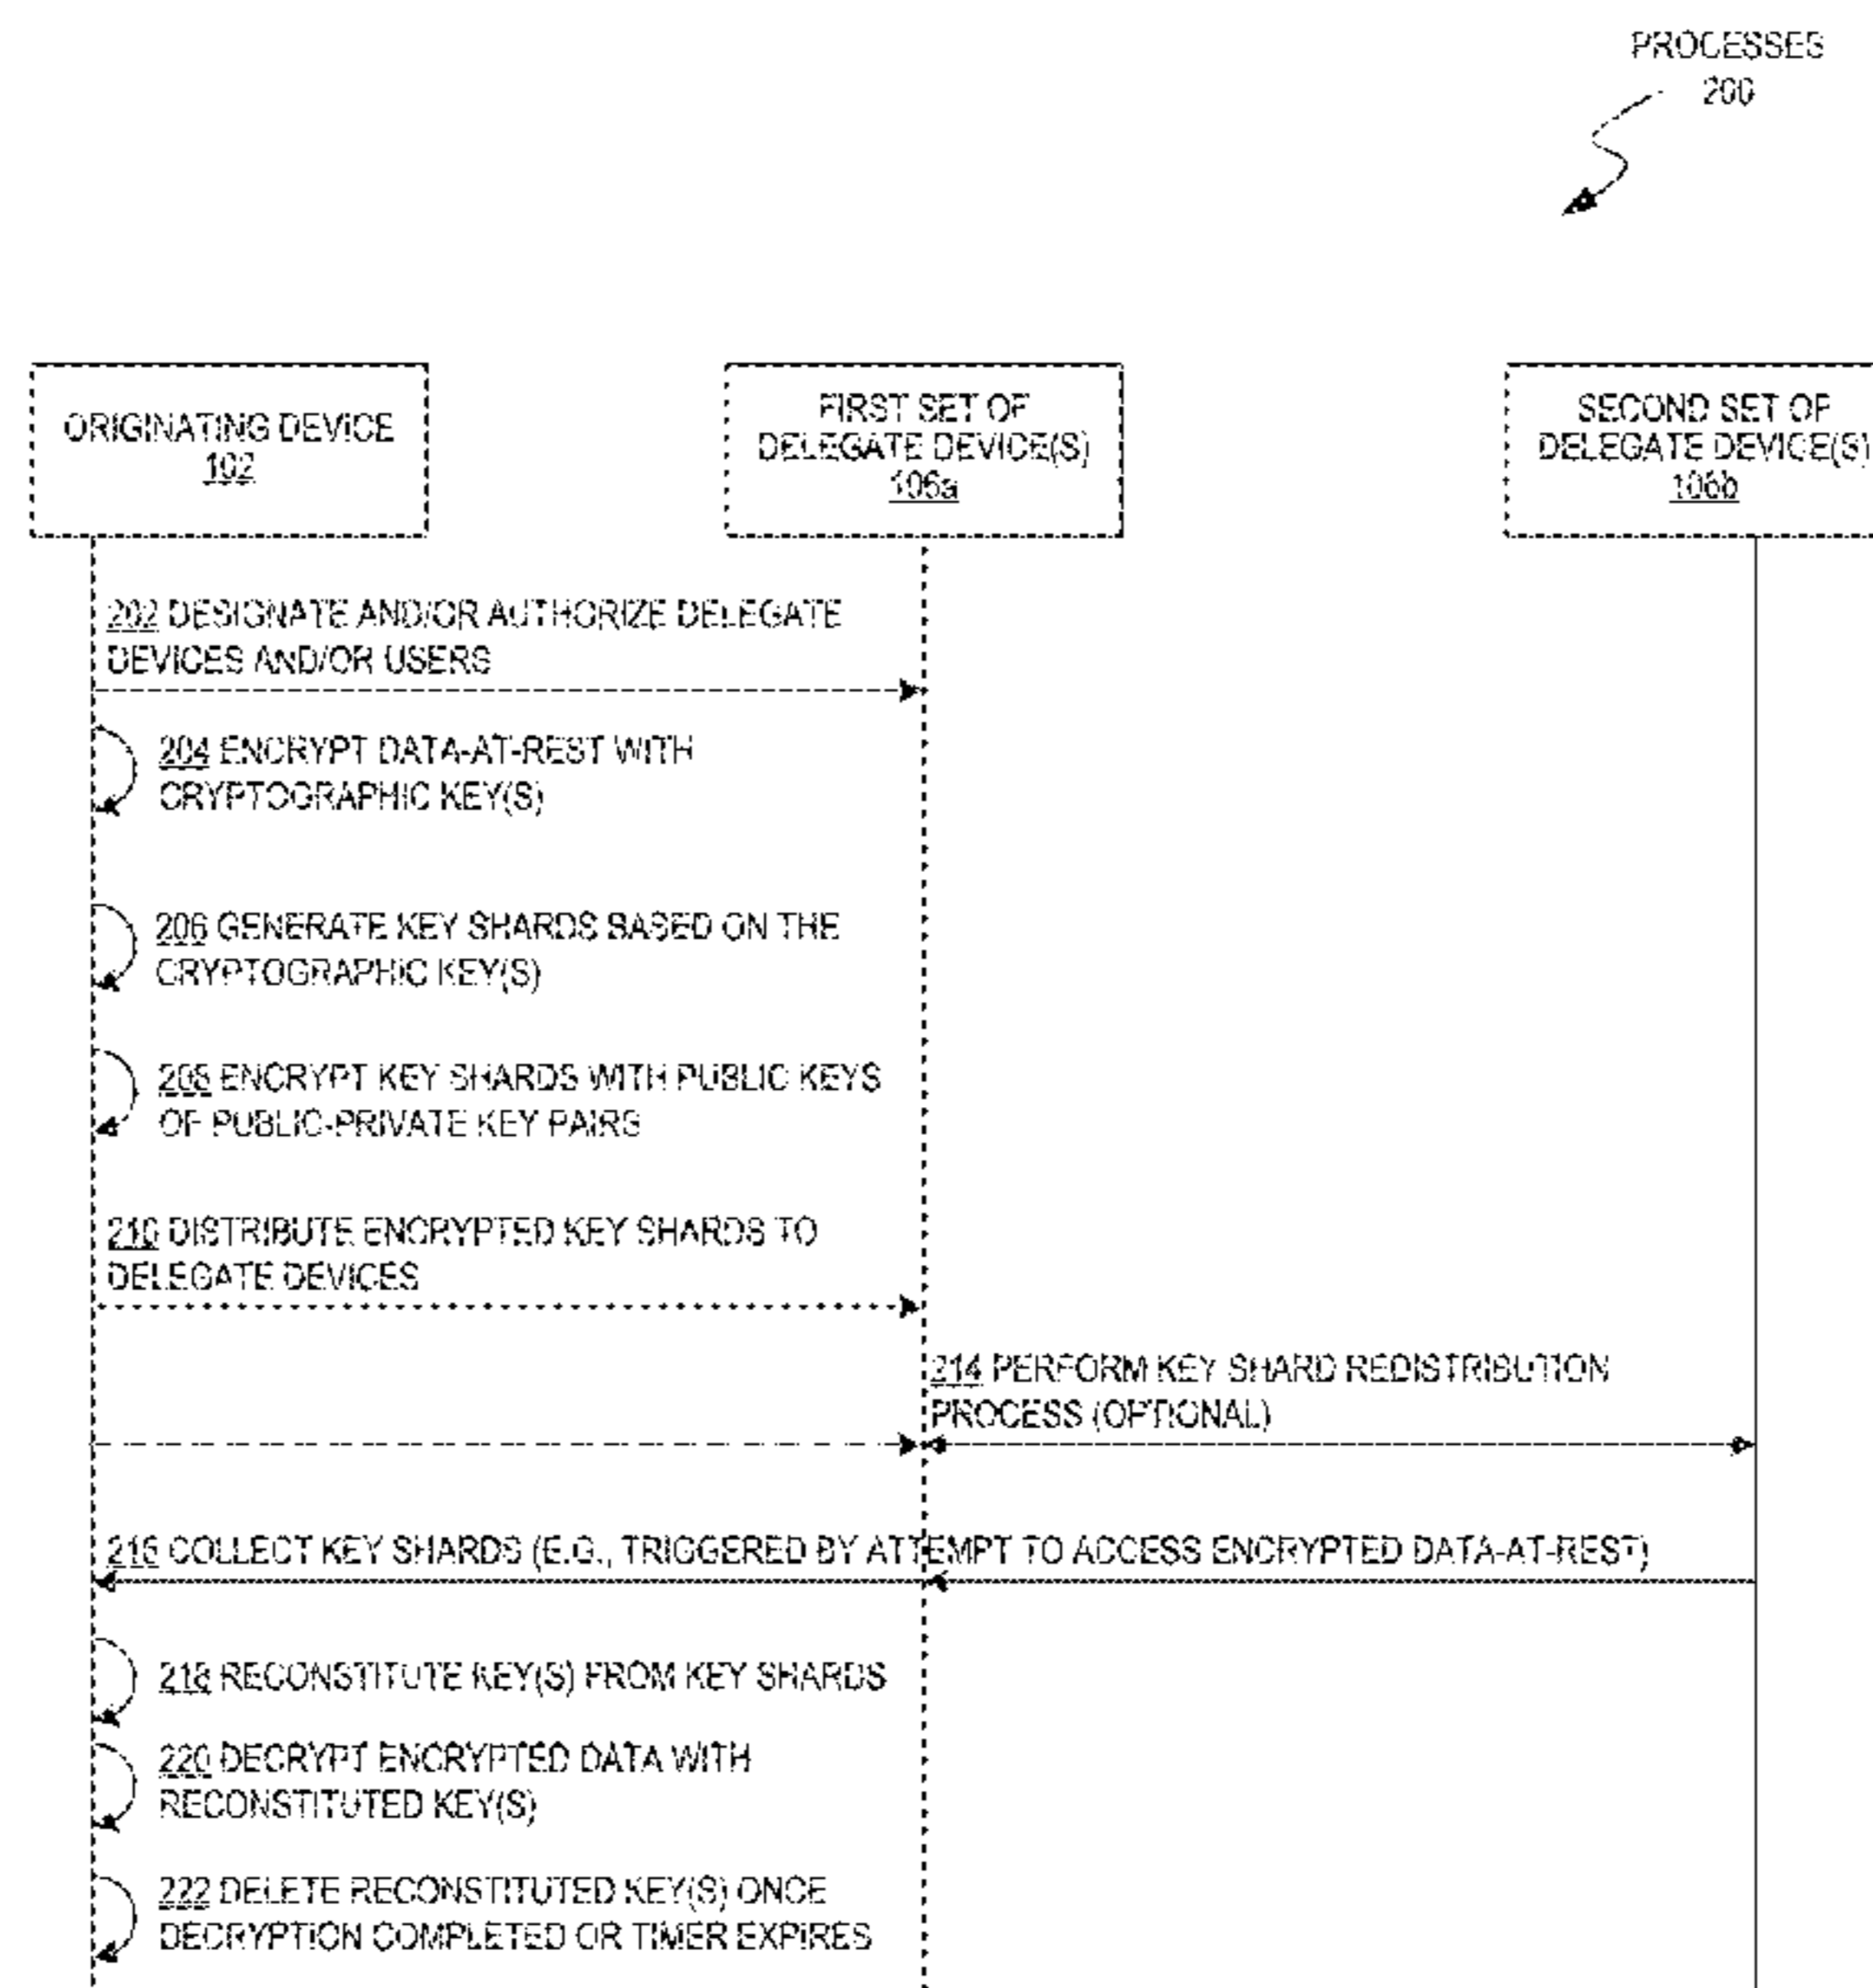 PROCESSES
200
ORIGINATING DEVICE
102
FIRST SET OF
DELEGATE DEVICE(S)
106a
SECOND SET OF
DELEGATE DEVICE(S)
106b
202 DESIGNATE AND/OR AUTHORIZE DELEGATE
DEVICES AND/OR USERS
204 ENCRYPT DATA-AT-REST WITH
CRYPTOGRAPHIC KEY(S)
206 GENERATE KEY SHARDS BASED ON THE
CRYPTOGRAPHIC KEY(S)
208 ENCRYPT KEY SHARDS WITH PUBLIC KEYS
OF PUBLIC-PRIVATE KEY PAIRS
210 DISTRIBUTE ENCRYPTED KEY SHARDS TO
DELEGATE DEVICES
214 PERFORM KEY SHARD REDISTRIBUTION
PROCESS (OPTIONAL)
216 COLLECT KEY SHARDS (E.G., TRIGGERED BY ATTEMPT TO ACCESS ENCRYPTED DATA-AT-REST)
218 RECONSTITUTE KEY(S) FROM KEY SHARDS
220 DECRYPT ENCRYPTED DATA WITH
RECONSTITUTED KEY(S)
222 DELETE RECONSTITUTED KEY(S) ONCE
DECRYPTION COMPLETED OR TIMER EXPIRES